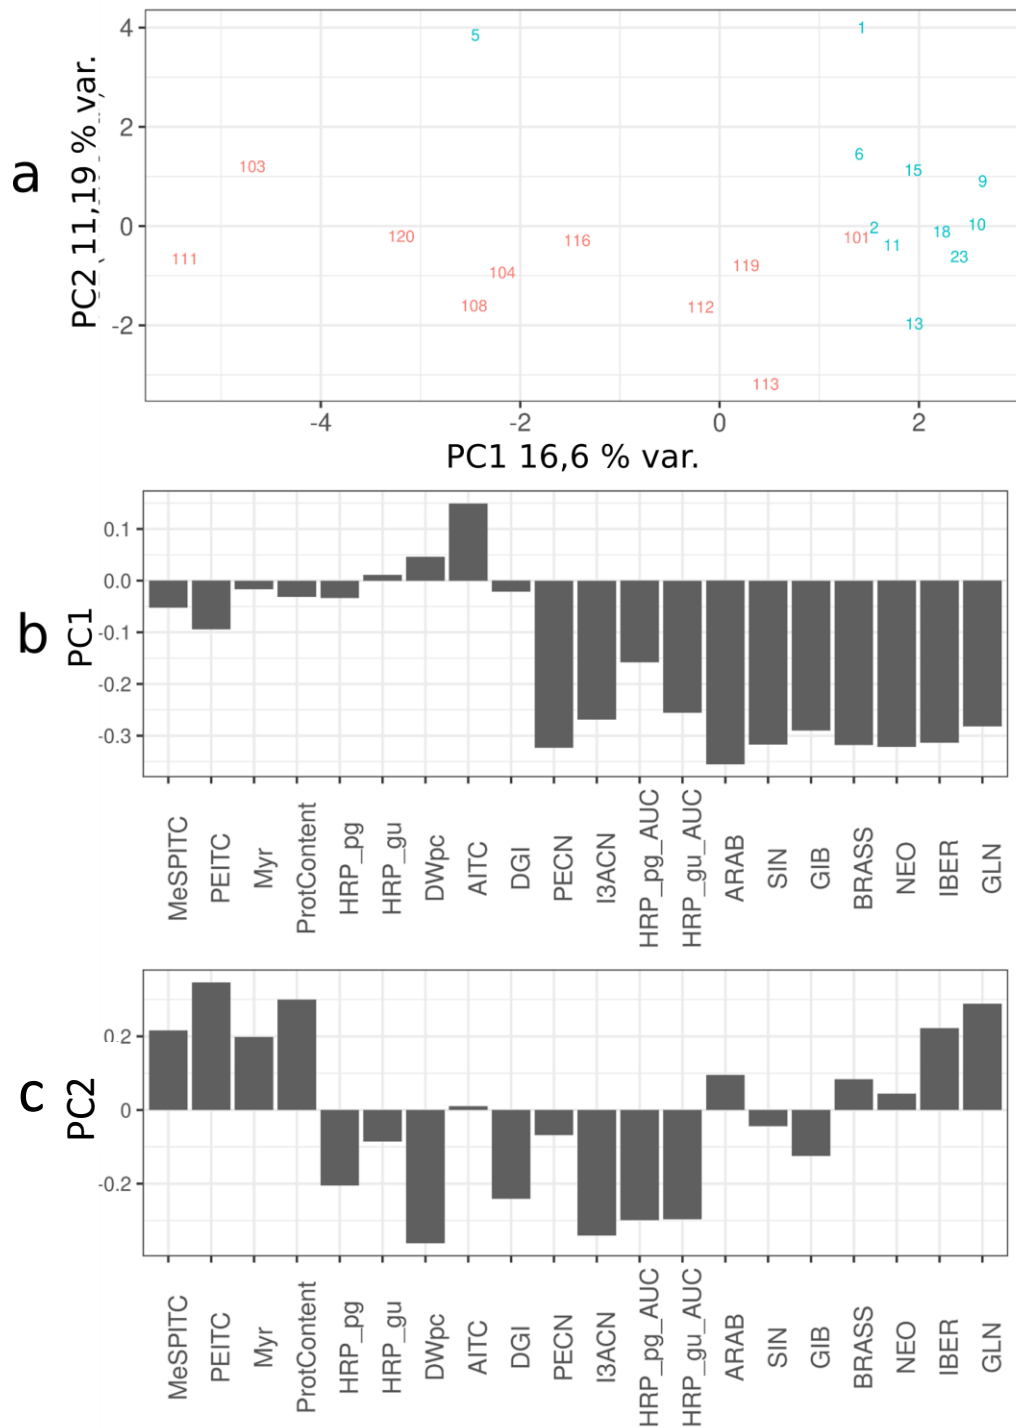 a
PC2 11,19 % var.
4
2
0
-2
5
1
103
6
15
9
120
116
101
2
11
18
10
23
111
104
119
108
112
13
113
-4
-2
0
2
PC1 16,6 % var.
b
PC1
0.1
0.0
-0.1
-0.2
-0.3
MeSPITC
PEITC
Myr
ProtContent
HRP_pg
HRP_gu
DWpc
AITC
DGI
PECN
I3ACN
HRP_pg_AUC
HRP_gu_AUC
ARAB
SIN
GIB
BRASS
NEO
IBER
GLN
c
PC2
0.2
0
-0.2
MeSPITC
PEITC
Myr
ProtContent
HRP_pg
HRP_gu
DWpc
AITC
DGI
PECN
I3ACN
HRP_pg_AUC
HRP_gu_AUC
ARAB
SIN
GIB
BRASS
NEO
IBER
GLN